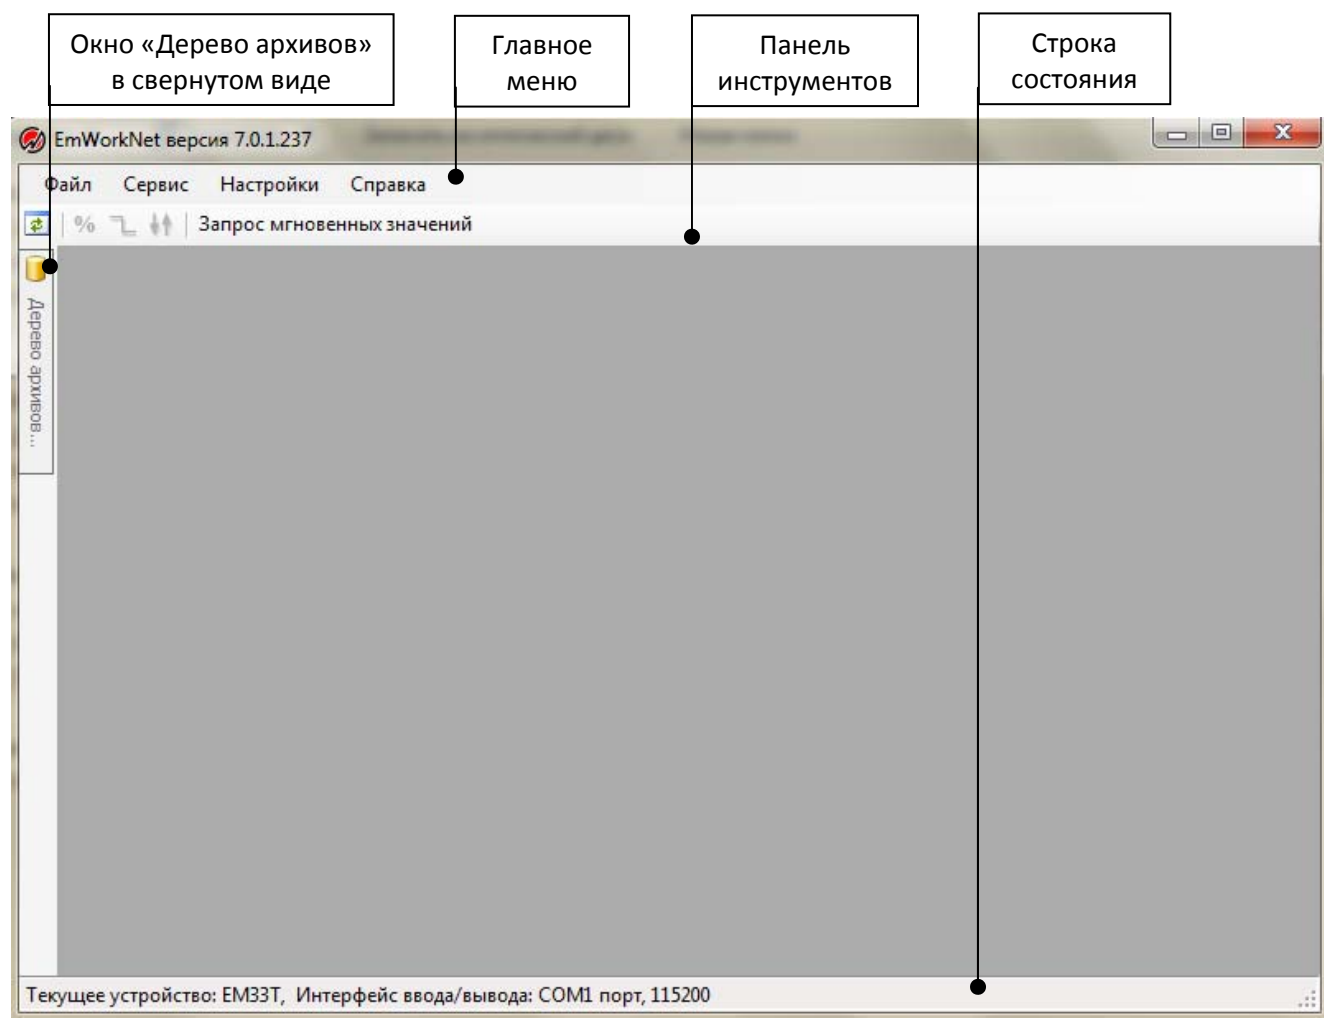 Окно «Дерево архивов»
в свернутом виде
Главное
меню
Панель
инструментов
Строка
состояния
EmWorkNet версия 7.0.1.237
Файл Сервис Настройки Справка
% Запрос мгновенных значений
Дерево архивов...
Текущее устройство: ЕМ33Т, Интерфейс ввода/вывода: COM1 порт, 115200